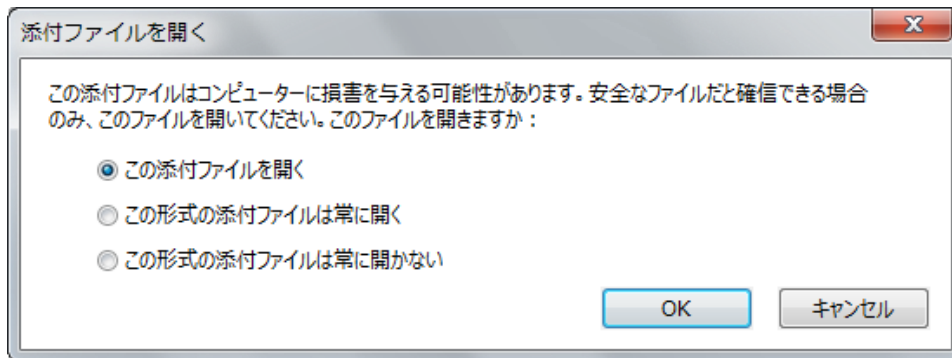 添付ファイルを開く
この添付ファイルはコンピューターに損害を与える可能性があります。安全なファイルだと確信できる場合
のみ、このファイルを開いてください。このファイルを開きますか：
この添付ファイルを開く
この形式の添付ファイルは常に開く
この形式の添付ファイルは常に開かない
OK キャンセル